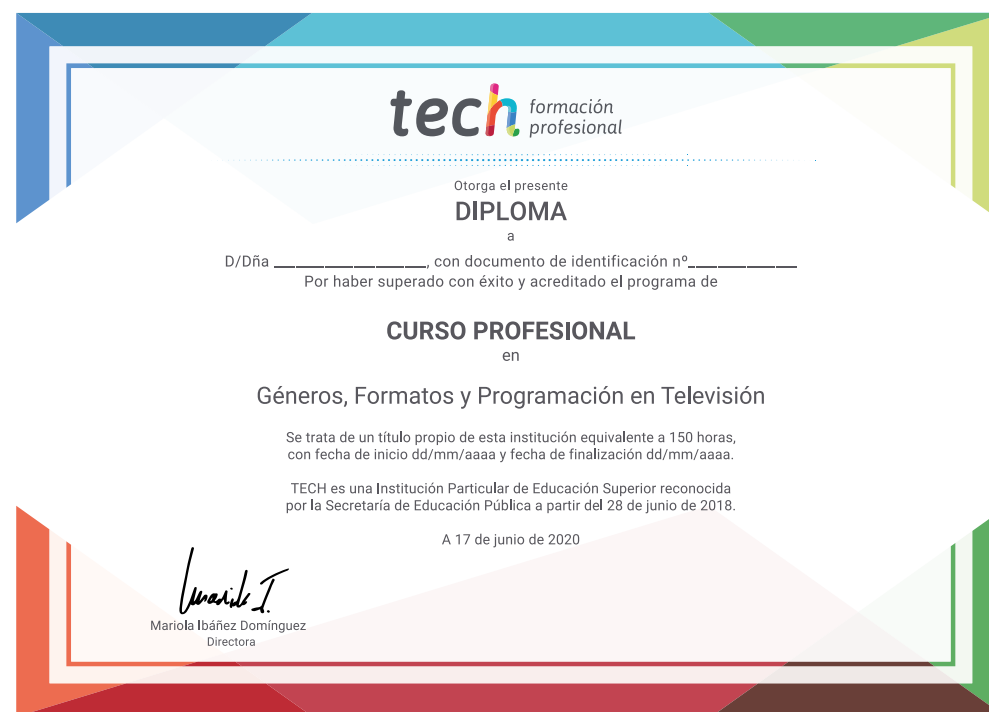 tech formación
profesional
Otorga el presente
DIPLOMA
a
D/Dña ______________, con documento de identificación nº__________
Por haber superado con éxito y acreditado el programa de
CURSO PROFESIONAL
en
Géneros, Formatos y Programación en Televisión
Se trata de un título propio de esta institución equivalente a 150 horas,
con fecha de inicio dd/mm/aaaa y fecha de finalización dd/mm/aaaa.
TECH es una Institución Particular de Educación Superior reconocida
por la Secretaría de Educación Pública a partir del 28 de junio de 2018.
A 17 de junio de 2020
Mariola Ibáñez Domínguez
Directora